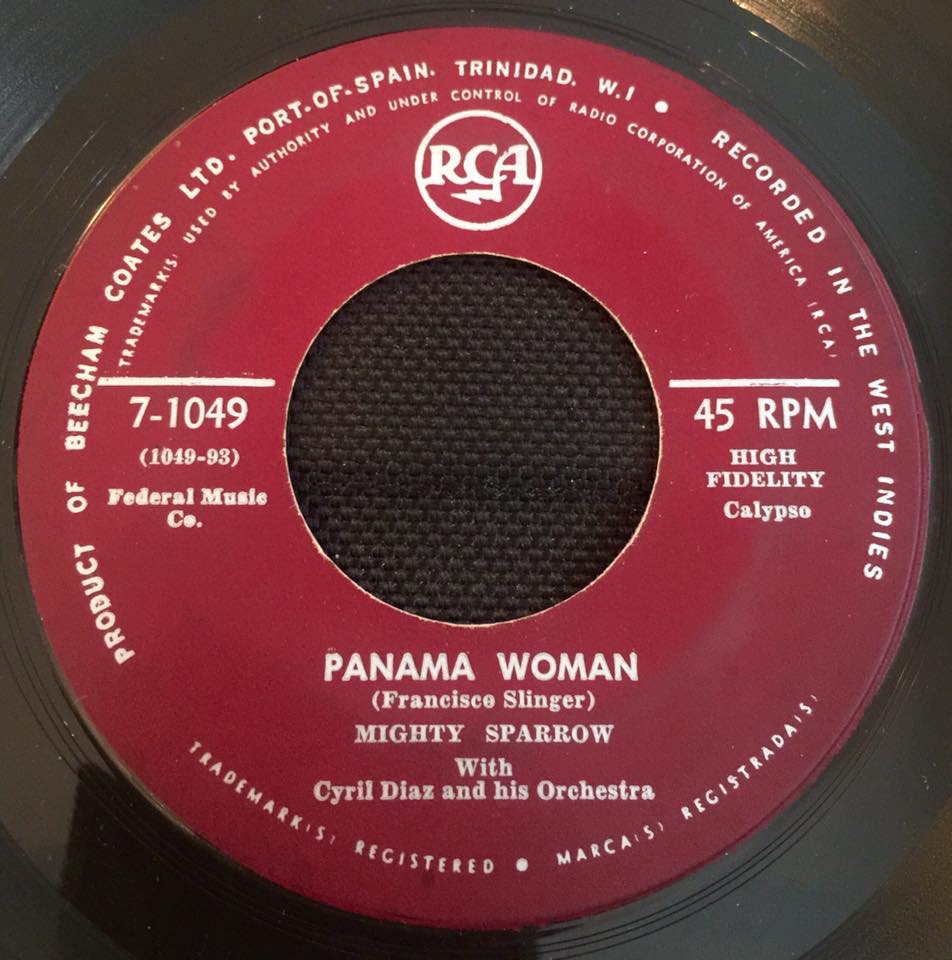 PRODUCT OF BEECHAM COATES LTD. PORT-OF-SPAIN. TRINIDAD. W.I • RECORDED IN THE WEST INDIES
TRADEMARK(S) USED BY AUTHORITY AND UNDER CONTROL OF RADIO CORPORATION OF AMERICA (RCA)
RCA
7-1049
(1049-93)
Federal Music
Co.
45 RPM
HIGH
FIDELITY
Calypso
PANAMA WOMAN
(Francisco Slinger)
MIGHTY SPARROW
With
Cyril Diaz and his Orchestra
TRADEMARK(S) REGISTERED • MARCA(S) REGISTRADA(S)